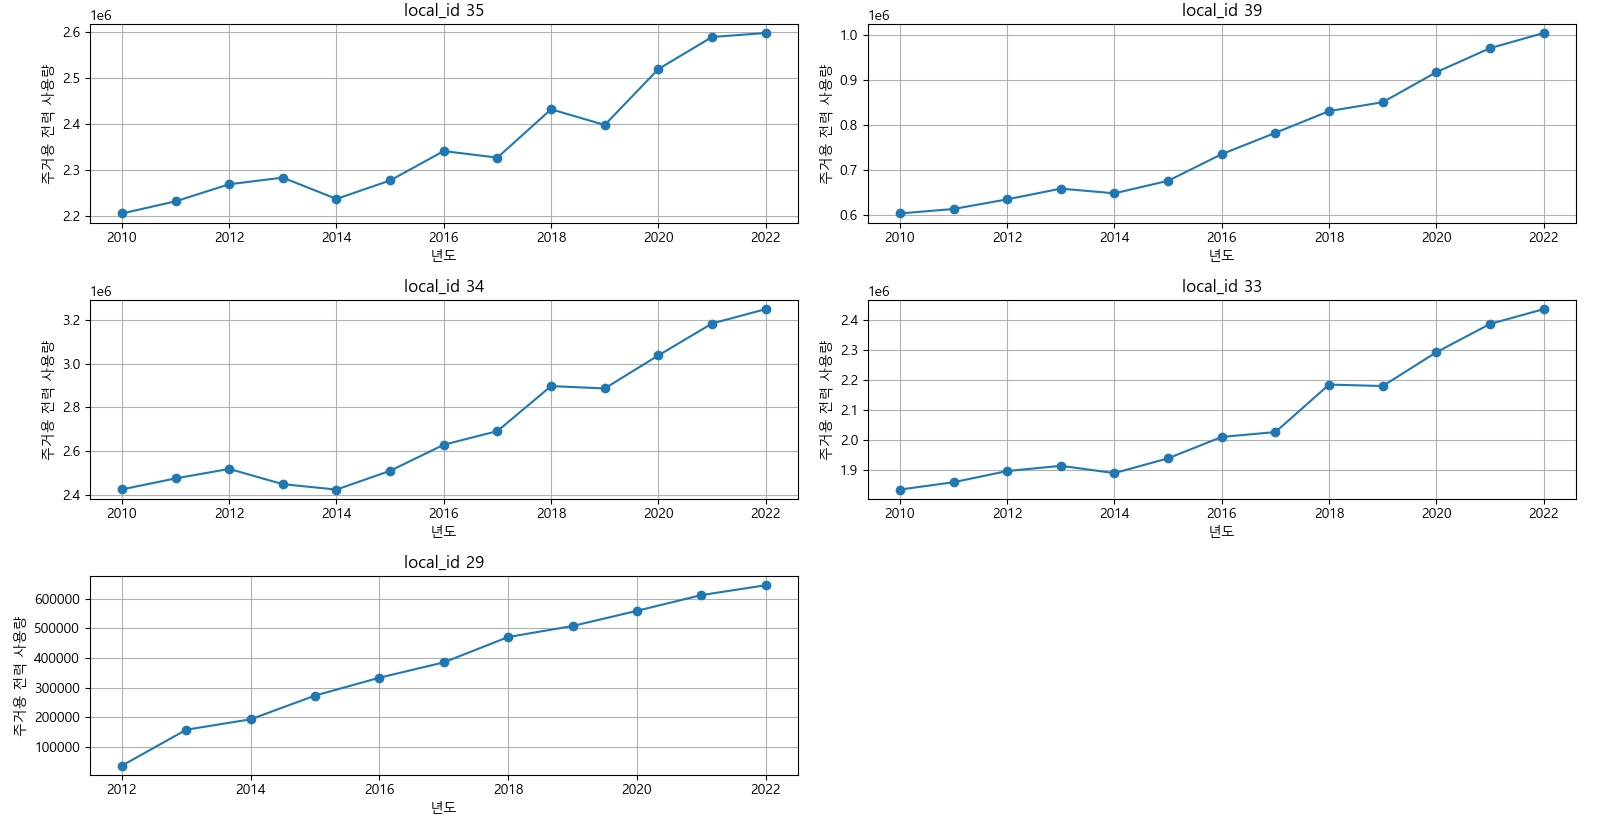 local_id 35
1e6
2.6
2.5
2.4
2.3
2.2
주거용 전력 사용량
2010 2012 2014 2016 2018 2020 2022
년도
local_id 39
1e6
1.0
0.9
0.8
0.7
0.6
주거용 전력 사용량
2010 2012 2014 2016 2018 2020 2022
년도
local_id 34
1e6
3.2
3.0
2.8
2.6
2.4
주거용 전력 사용량
2010 2012 2014 2016 2018 2020 2022
년도
local_id 33
1e6
2.4
2.3
2.2
2.1
2.0
1.9
주거용 전력 사용량
2010 2012 2014 2016 2018 2020 2022
년도
local_id 29
600000
500000
400000
300000
200000
100000
주거용 전력 사용량
2012 2014 2016 2018 2020 2022
년도